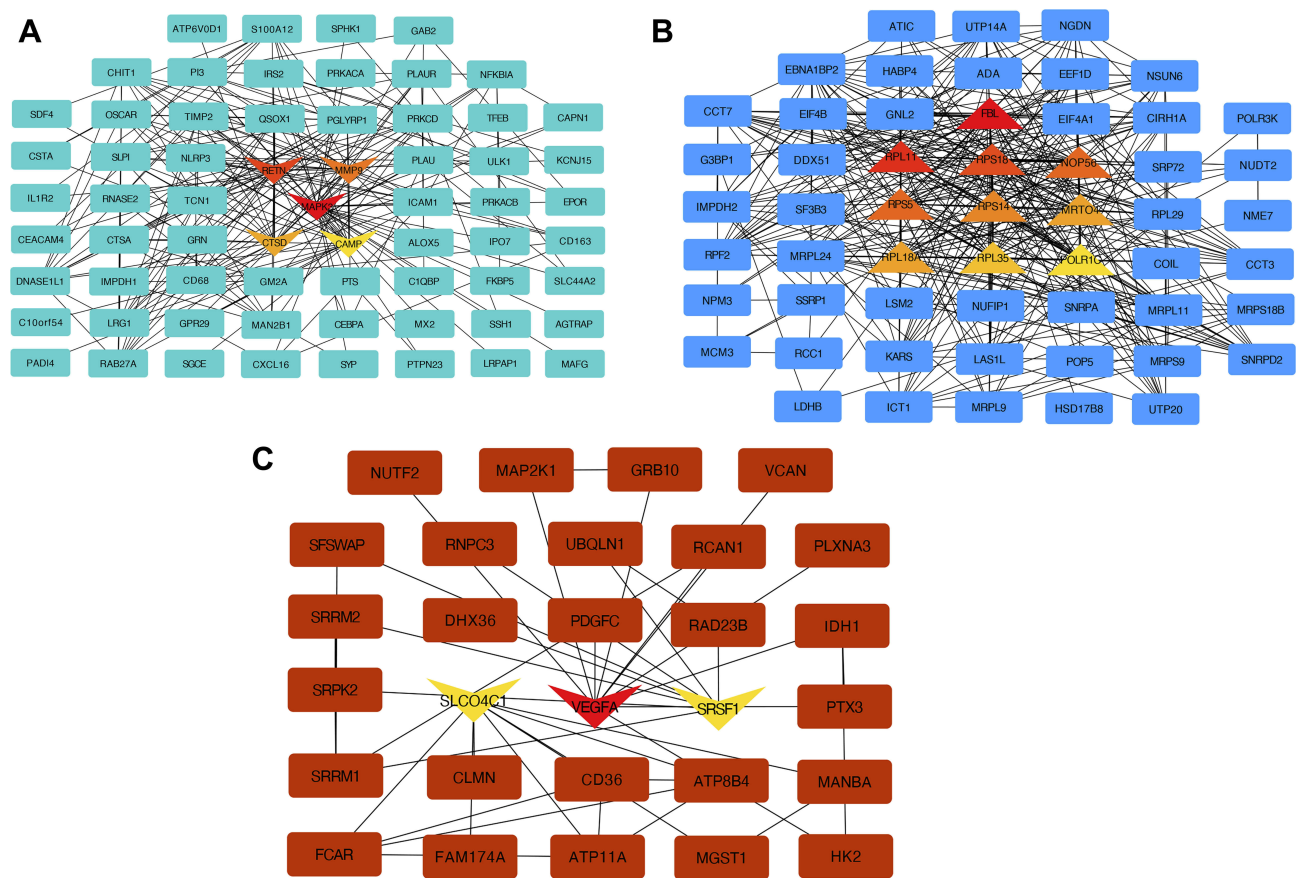 A
ATP6V0D1 S100A12 SPHK1 GAB2
CHIT1 PI3 IRS2 PRKACA PLAUR NFKBIA
SDF4 OSCAR TIMP2 QSOX1 PGLYRP1 PRKCD TFEB CAPN1
CSTA SLPI NLRP3 RETN MMP9 PLAU ULK1 KCNJ15
IL1R2 RNASE2 TCN1 ICAM1 PRKACB EPOR
CEACAM4 CTSA GRN CTSD CAMP ALOX5 IPO7 CD163
DNASE1L1 IMPDH1 CD68 GM2A PTS C1QBP FKBP5 SLC44A2
C10orf54 LRG1 GPR29 MAN2B1 CEBPA MX2 SSH1 AGTRAP
PADI4 RAB27A SGCE CXCL16 SYP PTPN23 LRPAP1 MAFG
B
ATIC UTP14A NGDN
EBNA1BP2 HABP4 ADA EEF1D NSUN6
CCT7 EIF4B GNL2 FBL EIF4A1 CIRH1A POLR3K
G3BP1 DDX51 RPL11 RPS18 NOP56 SRP72 NUDT2
IMPDH2 SF3B3 RPS5 RPS14 MRTO4 RPL29 NME7
RPF2 MRPL24 RPL18A RPL35 POLR1C COIL CCT3
NPM3 SSRP1 LSM2 NUFIP1 SNRPA MRPL11 MRPS18B
MCM3 RCC1 KARS LAS1L POP5 MRPS9 SNRPD2
LDHB ICT1 MRPL9 HSD17B8 UTP20
C
NUTF2 MAP2K1 GRB10 VCAN
SFSWAP RNPC3 UBQLN1 RCAN1 PLXNA3
SRRM2 DHX36 PDGFC RAD23B IDH1
SRPK2 SLCO4C1 VEGFA SRSF1 PTX3
SRRM1 CLMN CD36 ATP8B4 MANBA
FCAR FAM174A ATP11A MGST1 HK2